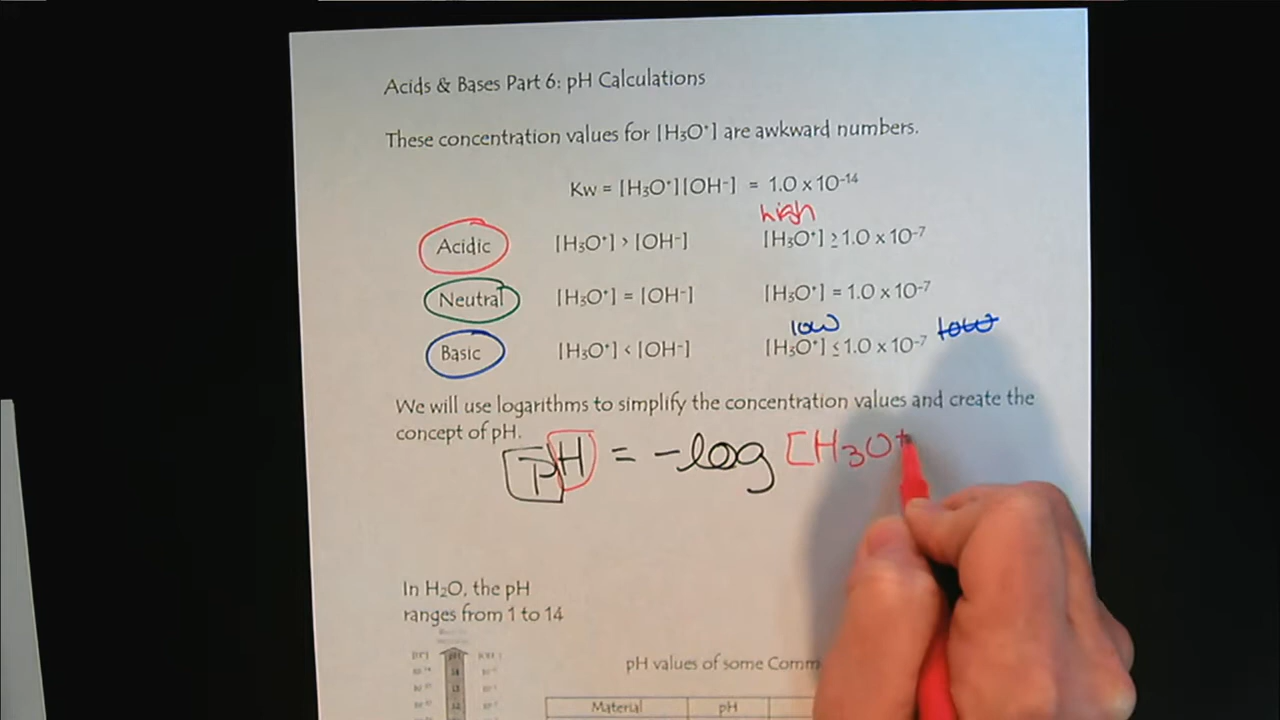 Acids & Bases Part 6: pH Calculations
These concentration values for [H₃O⁺] are awkward numbers.
Kw = [H₃O⁺][OH⁻] = 1.0 x 10⁻¹⁴
high
Acidic [H₃O⁺] > [OH⁻] [H₃O⁺] ≥ 1.0 x 10⁻⁷
Neutral [H₃O⁺] = [OH⁻] [H₃O⁺] = 1.0 x 10⁻⁷
low low
Basic [H₃O⁺] < [OH⁻] [H₃O⁺] ≤ 1.0 x 10⁻⁷
We will use logarithms to simplify the concentration values and create the
concept of pH.
pH = -log [H₃O⁺
In H₂O, the pH
ranges from 1 to 14
pH values of some Comm
Material pH